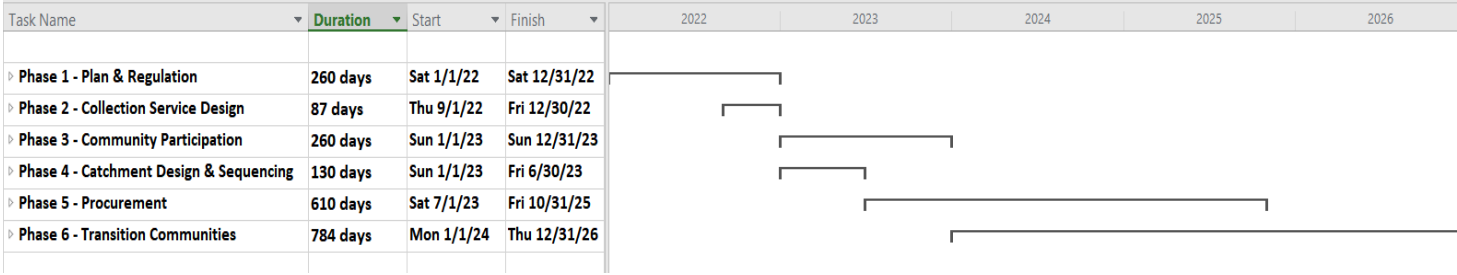 Task Name Duration Start Finish 2022 2023 2024 2025 2026
Phase 1 - Plan & Regulation 260 days Sat 1/1/22 Sat 12/31/22
Phase 2 - Collection Service Design 87 days Thu 9/1/22 Fri 12/30/22
Phase 3 - Community Participation 260 days Sun 1/1/23 Sun 12/31/23
Phase 4 - Catchment Design & Sequencing 130 days Sun 1/1/23 Fri 6/30/23
Phase 5 - Procurement 610 days Sat 7/1/23 Fri 10/31/25
Phase 6 - Transition Communities 784 days Mon 1/1/24 Thu 12/31/26